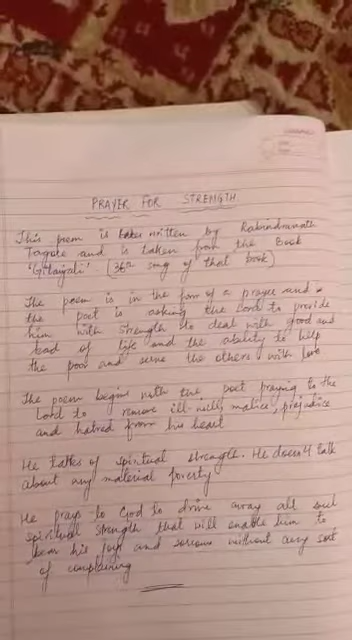 PRAYER FOR STRENGTH
This poem is written by Rabindranath
Tagore and is taken from the Book
'Gitanjali' (36th song of that book)
The poem is in the form of a prayer and
the poet is asking the Lord to provide
him with strength to deal with good and
bad of life and the ability to help
the poor and serve the others with love
The poem begins with the poet praying to the
Lord to remove ill-will, malice, prejudice
and hatred from his heart
He talks of spiritual strength. He doesn't talk
about any material poverty
He prays to God to drive away all
spiritual strength that will enable him to
bear his joys and sorrows without any sort
of complaining